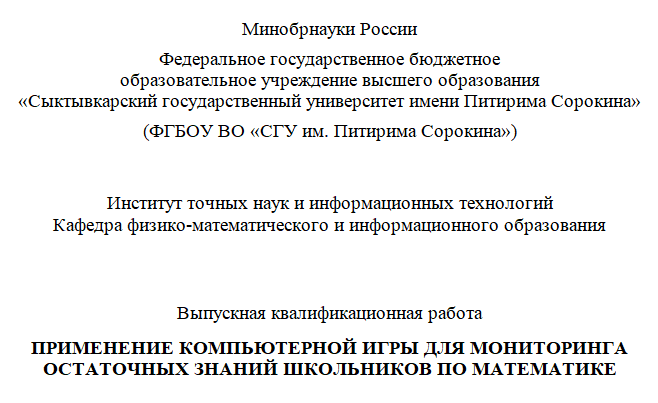 Минобрнауки России
Федеральное государственное бюджетное
образовательное учреждение высшего образования
«Сыктывкарский государственный университет имени Питирима Сорокина»
(ФГБОУ ВО «СГУ им. Питирима Сорокина»)
Институт точных наук и информационных технологий
Кафедра физико-математического и информационного образования
Выпускная квалификационная работа
ПРИМЕНЕНИЕ КОМПЬЮТЕРНОЙ ИГРЫ ДЛЯ МОНИТОРИНГА
ОСТАТОЧНЫХ ЗНАНИЙ ШКОЛЬНИКОВ ПО МАТЕМАТИКЕ